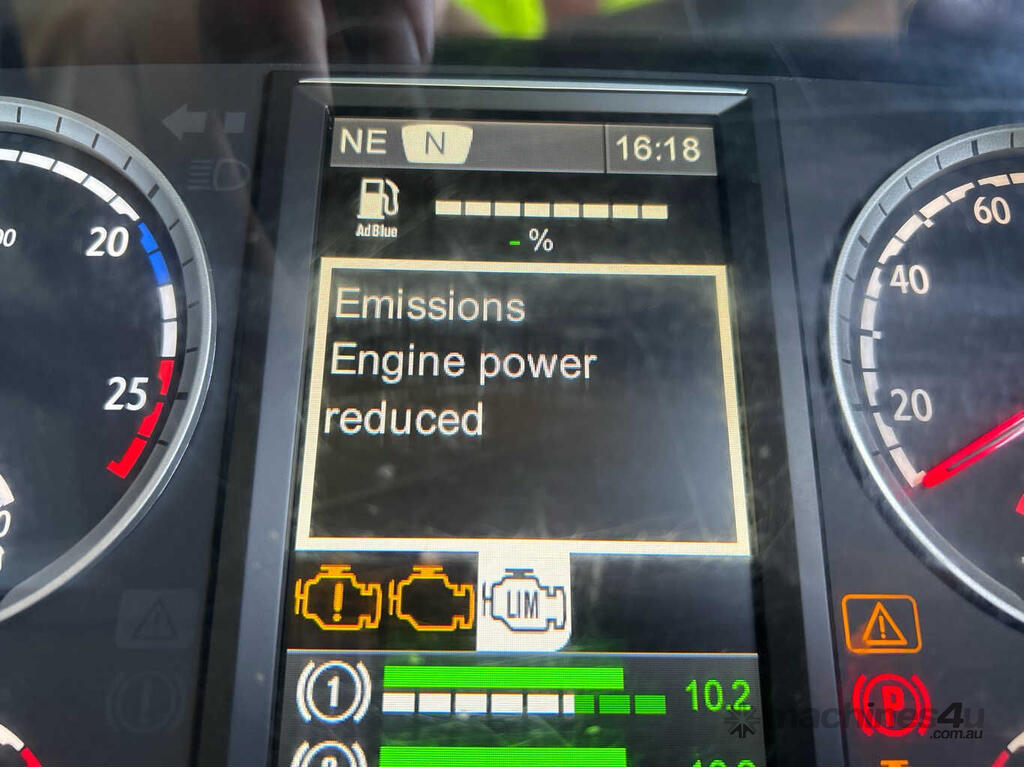 NE N 16:18
AdBlue
- %
Emissions
Engine power
reduced
! LIM
1 10.2
20
25
60
40
20
P
machines4u
.com.au